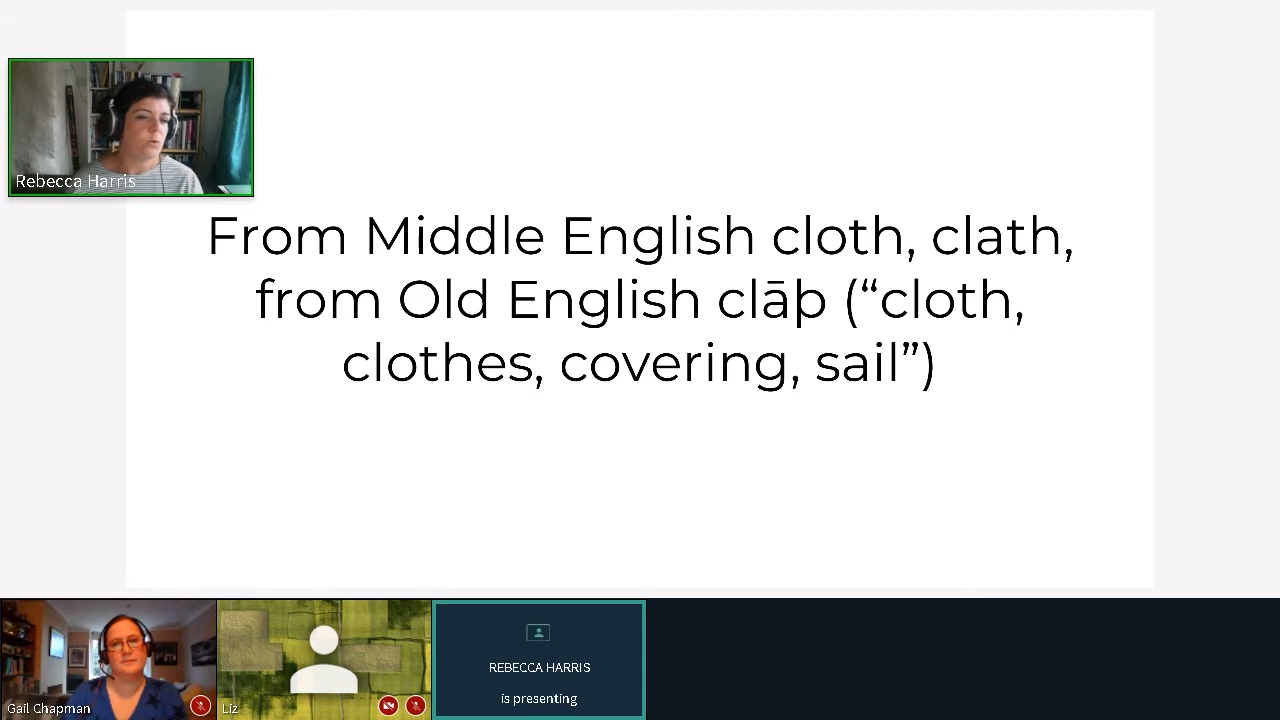 Rebecca Harris
From Middle English cloth, clath,
from Old English clāþ (“cloth,
clothes, covering, sail”)
Gail Chapman
Liz
REBECCA HARRIS
is presenting